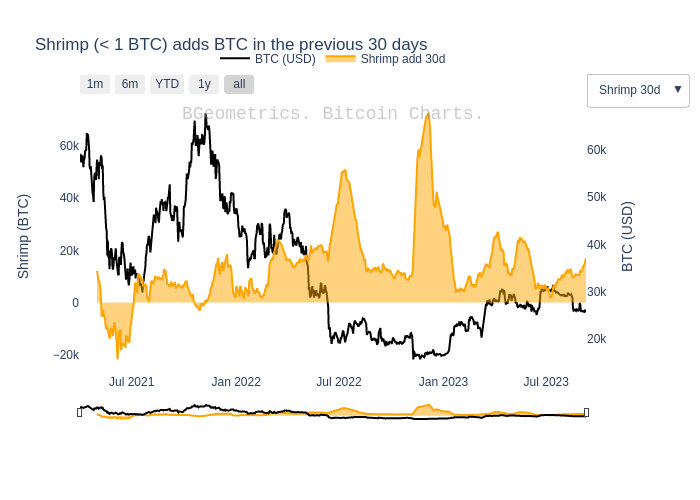 Shrimp (< 1 BTC) adds BTC in the previous 30 days
BTC (USD) Shrimp add 30d
1m 6m YTD 1y all
Shrimp 30d ▼
BGeometrics. Bitcoin Charts.
60k
40k
20k
0
−20k
Shrimp (BTC)
60k
50k
40k
30k
20k
BTC (USD)
Jul 2021 Jan 2022 Jul 2022 Jan 2023 Jul 2023